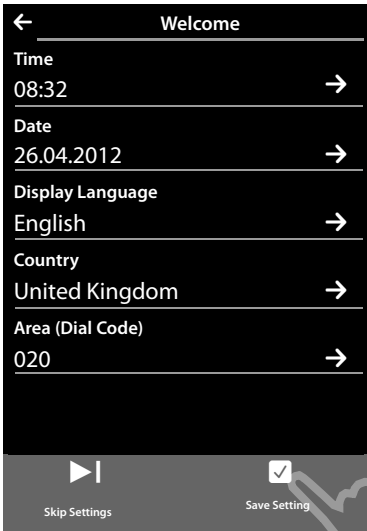 Welcome
Time
08:32
Date
26.04.2012
Display Language
English
Country
United Kingdom
Area (Dial Code)
020
Skip Settings
Save Setting